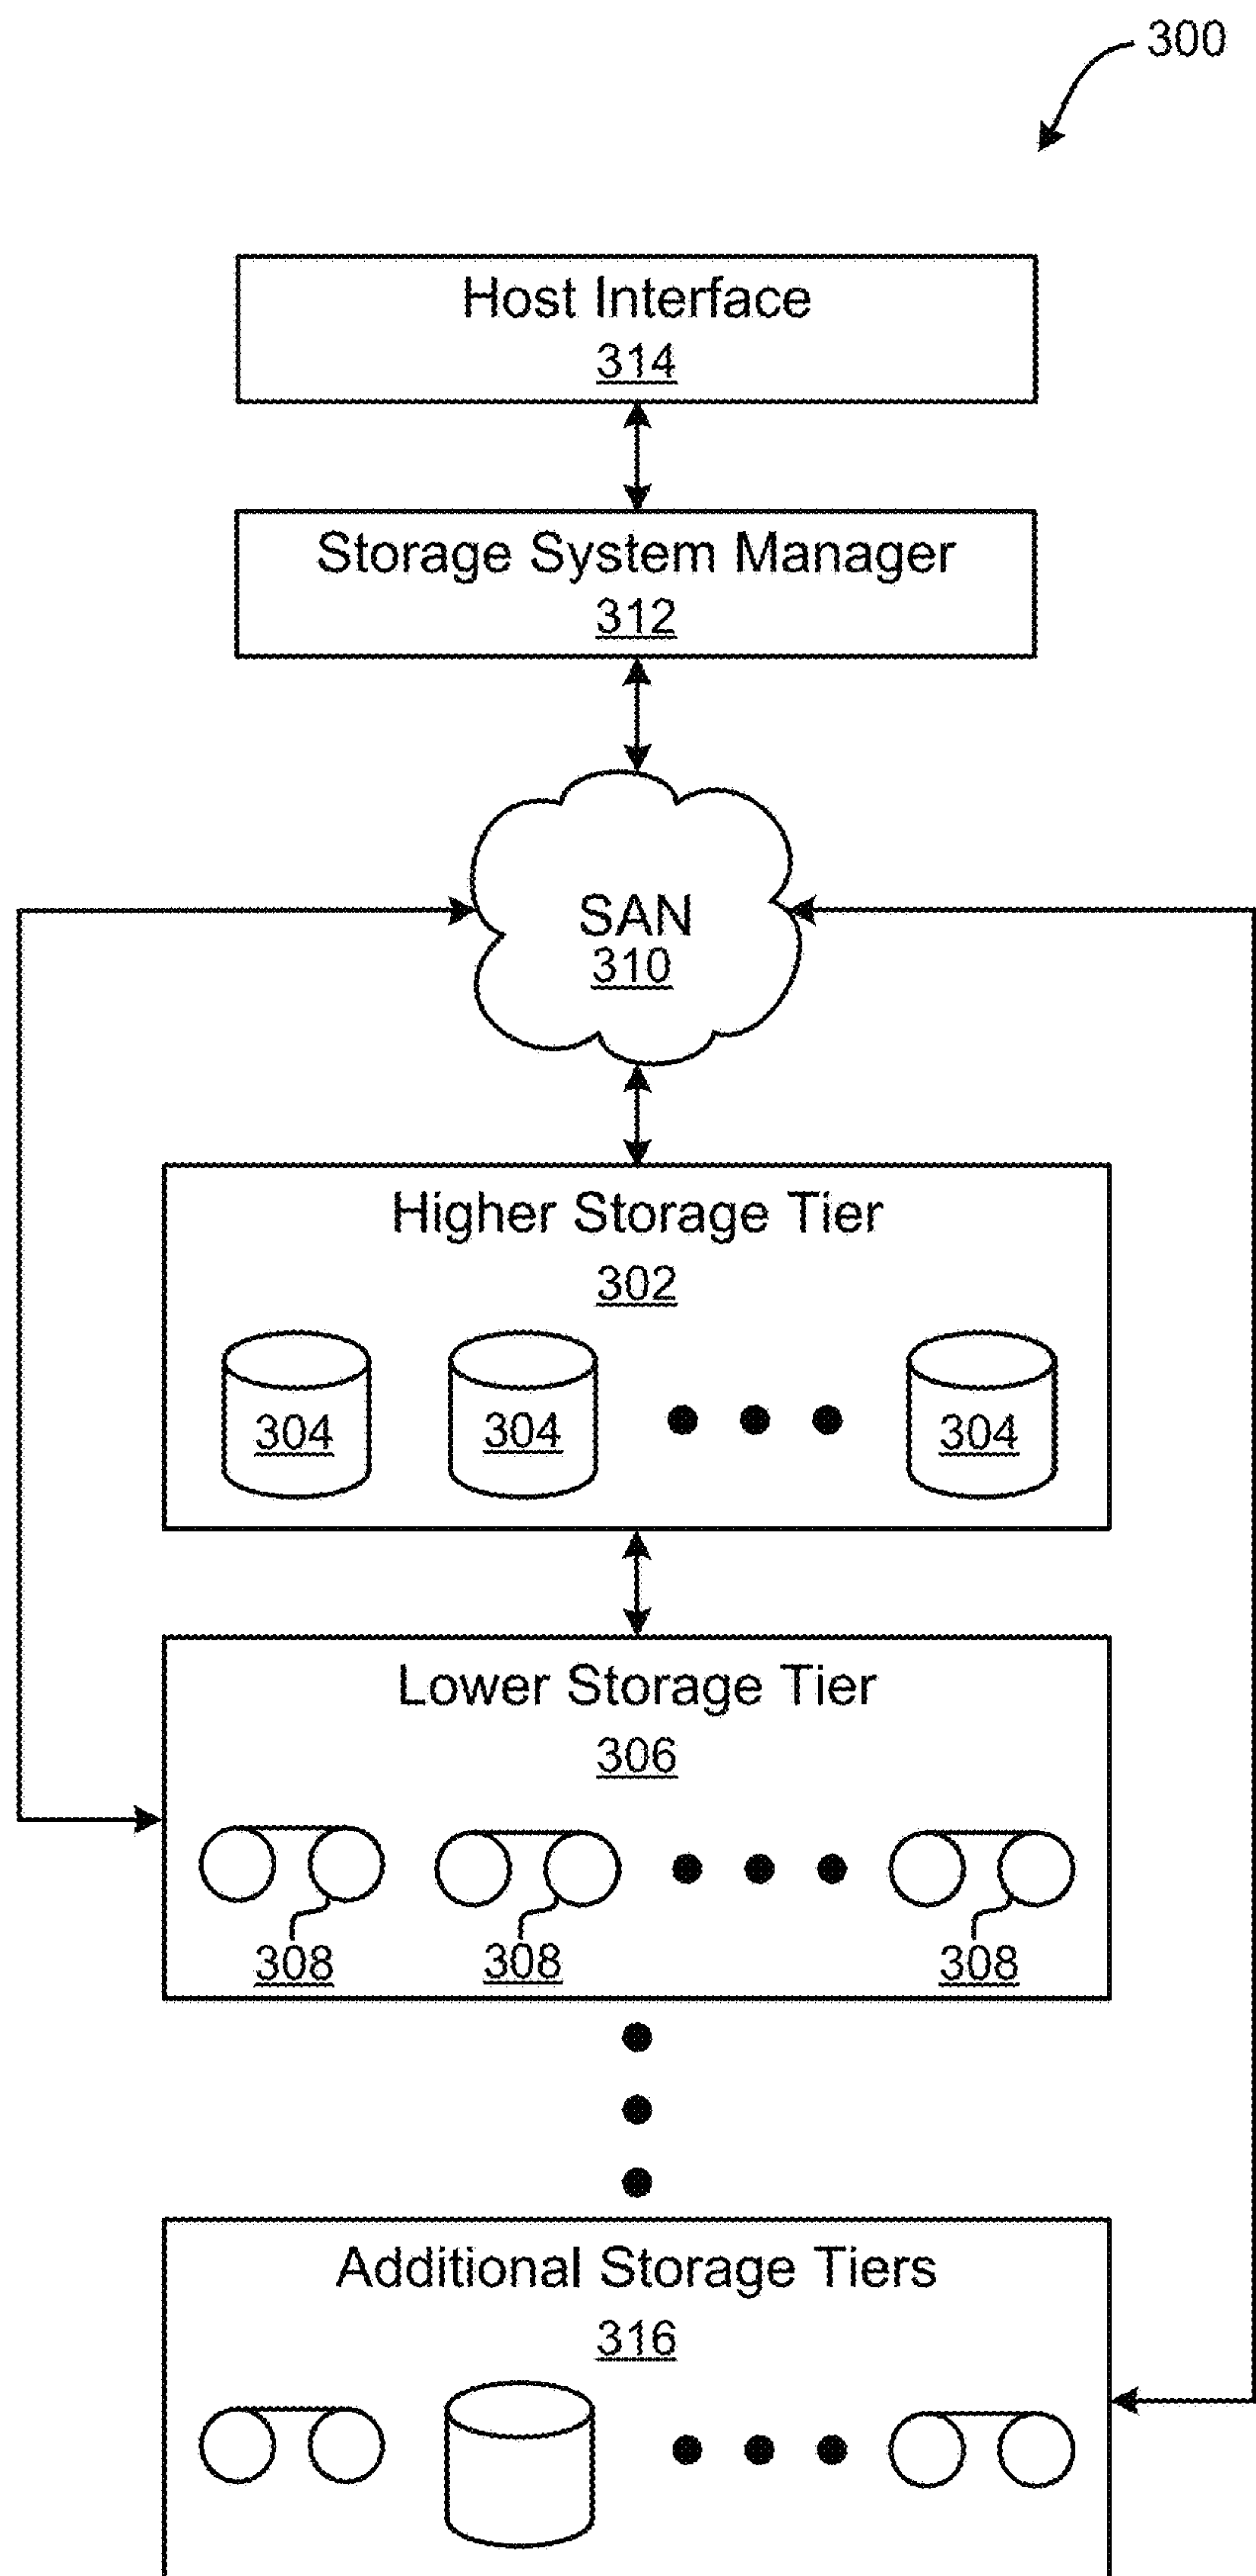 300
Host Interface
314
Storage System Manager
312
SAN
310
Higher Storage Tier
302
304 304 304
Lower Storage Tier
306
308 308 308
Additional Storage Tiers
316